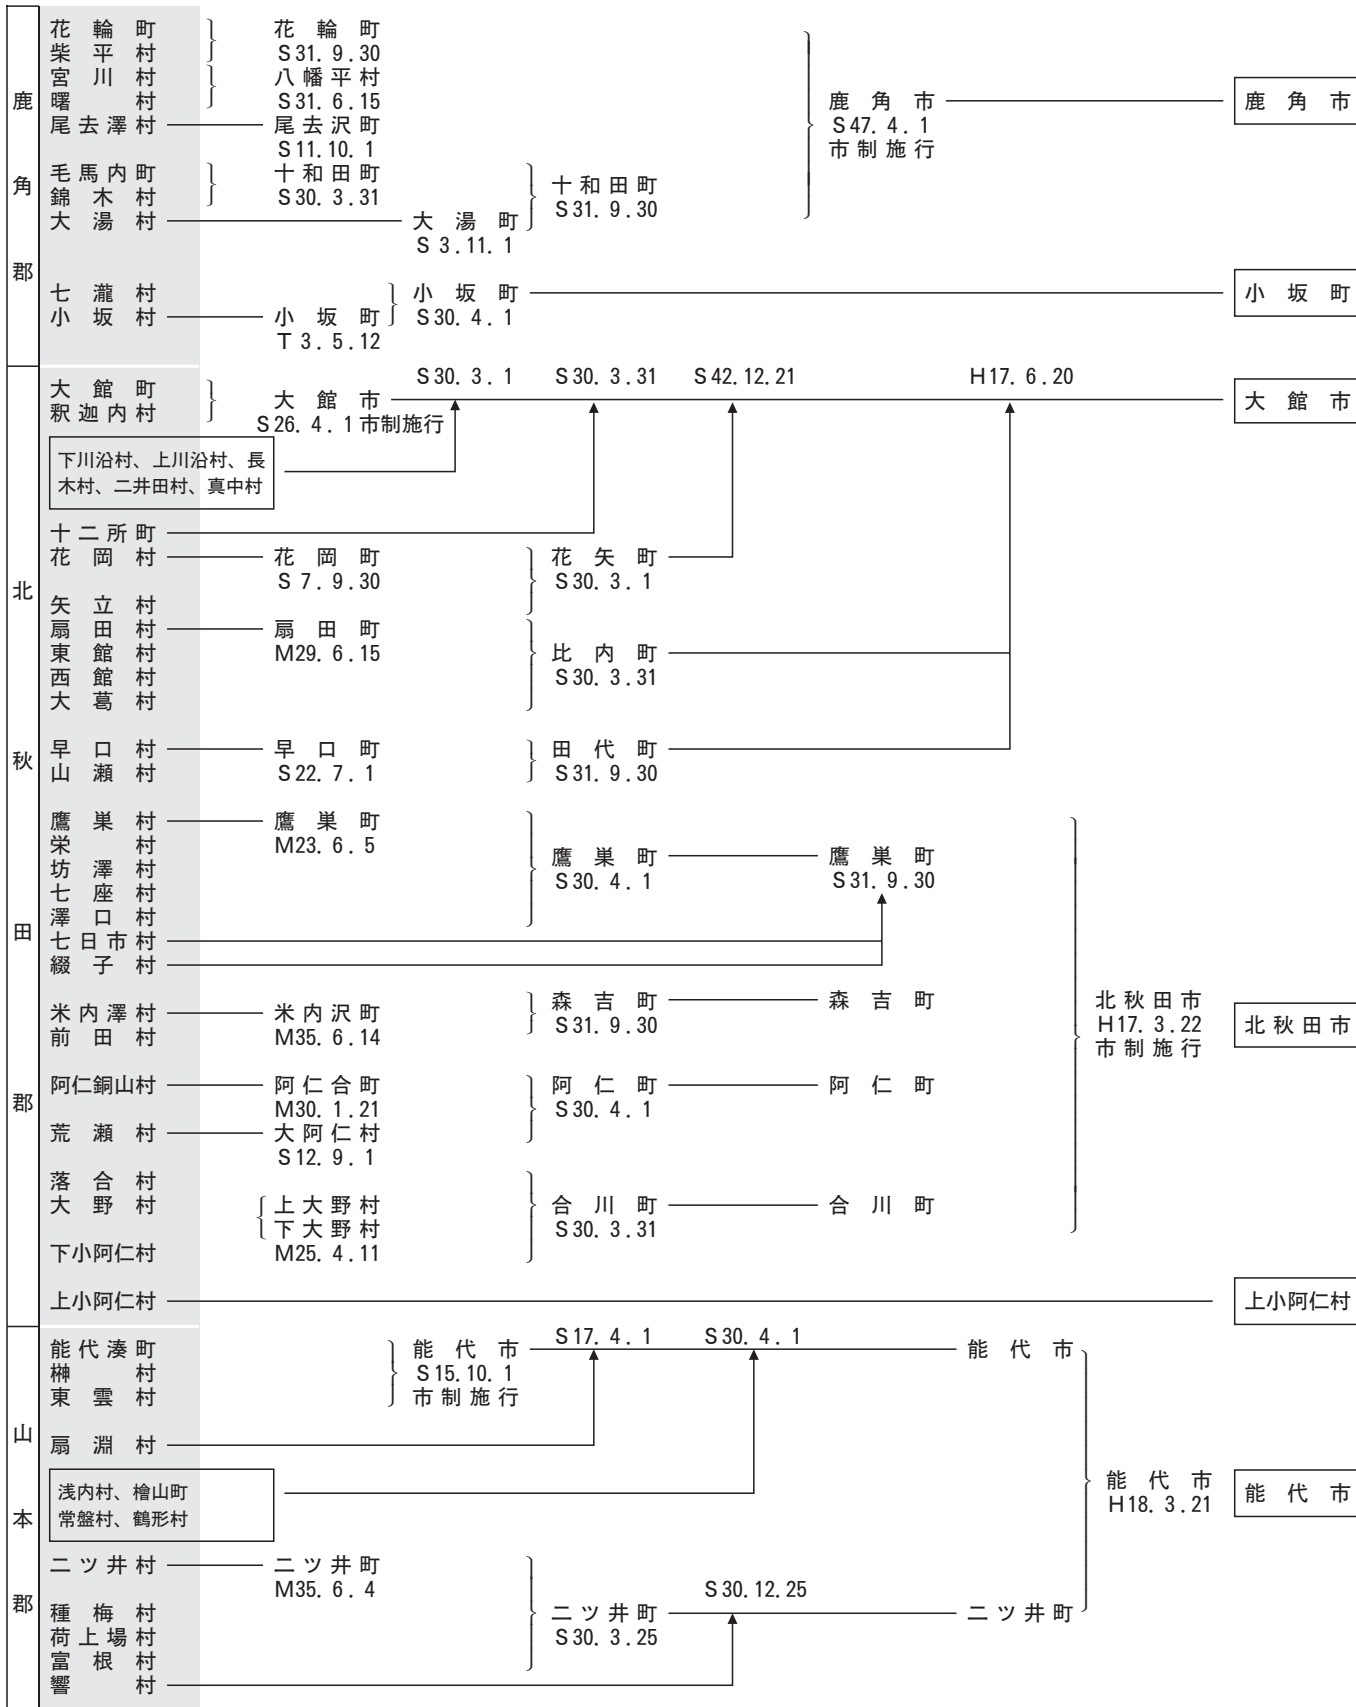 鹿角郡
花輪町
柴平村
花輪町
S31.9.30
宮川村
曙村
八幡平村
S31.6.15
尾去澤村
尾去沢町
S11.10.1
毛馬内町
錦木村
十和田町
S30.3.31
大湯村
大湯町
S3.11.1
十和田町
S31.9.30
鹿角市
S47.4.1
市制施行
鹿角市
七瀧村
小坂村
小坂町
T3.5.12
小坂町
S30.4.1
小坂町
北秋田郡
大館町
釈迦内村
大館市
S26.4.1市制施行
S30.3.1
S30.3.31
S42.12.21
H17.6.20
大館市
下川沿村、上川沿村、長
木村、二井田村、真中村
十二所町
花岡村
花岡町
S7.9.30
矢立村
花矢町
S30.3.1
扇田村
扇田町
M29.6.15
東館村
西館村
大葛村
比内町
S30.3.31
早口村
山瀬村
早口町
S22.7.1
田代町
S31.9.30
鷹巣村
鷹巣町
M23.6.5
栄村
坊澤村
七座村
澤口村
鷹巣町
S30.4.1
鷹巣町
S31.9.30
七日市村
綴子村
米内澤村
前田村
米内沢町
M35.6.14
森吉町
S31.9.30
森吉町
北秋田市
H17.3.22
市制施行
北秋田市
阿仁銅山村
阿仁合町
M30.1.21
荒瀬村
大阿仁村
S12.9.1
阿仁町
S30.4.1
阿仁町
落合村
大野村
上大野村
下大野村
M25.4.11
下小阿仁村
合川町
S30.3.31
合川町
上小阿仁村
上小阿仁村
山本郡
能代湊町
榊村
東雲村
能代市
S15.10.1
市制施行
S17.4.1
S30.4.1
能代市
扇淵村
浅内村、檜山町
常盤村、鶴形村
能代市
H18.3.21
能代市
二ツ井村
二ツ井町
M35.6.4
種梅村
荷上場村
富根村
響村
二ツ井町
S30.3.25
S30.12.25
二ツ井町